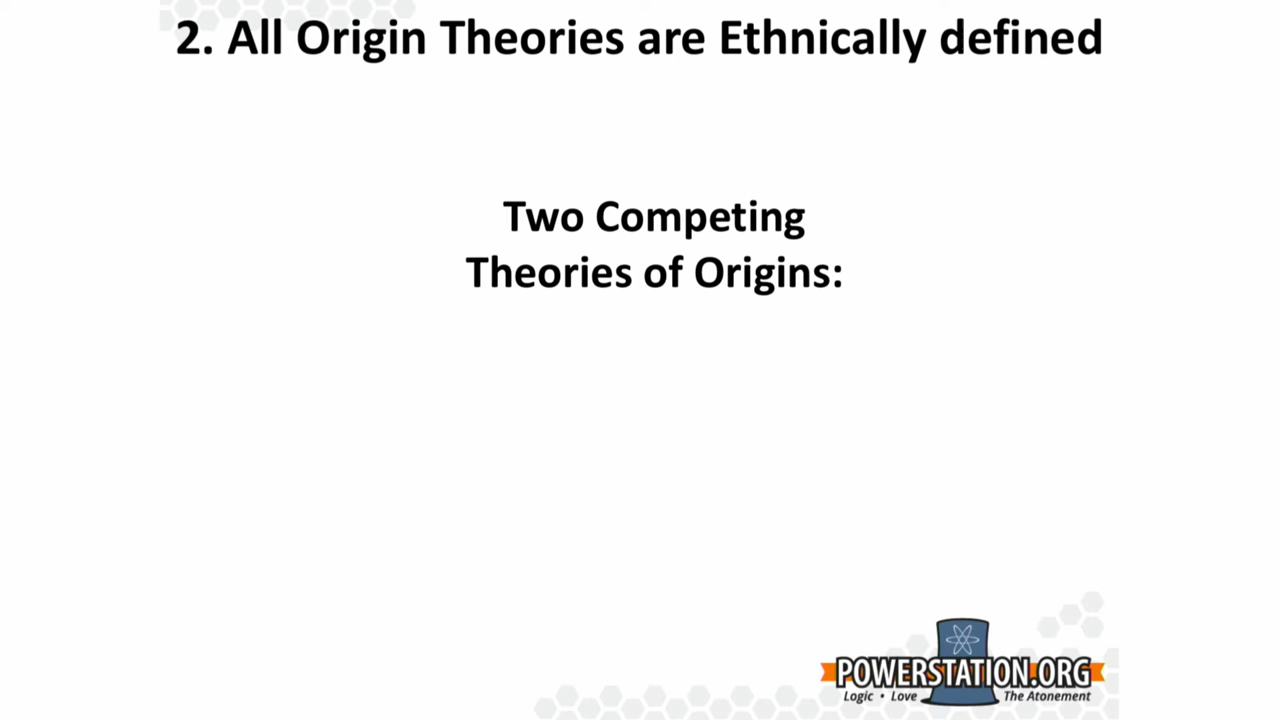 2. All Origin Theories are Ethnically defined
Two Competing
Theories of Origins:
POWERSTATION.ORG
Logic • Love The Atonement